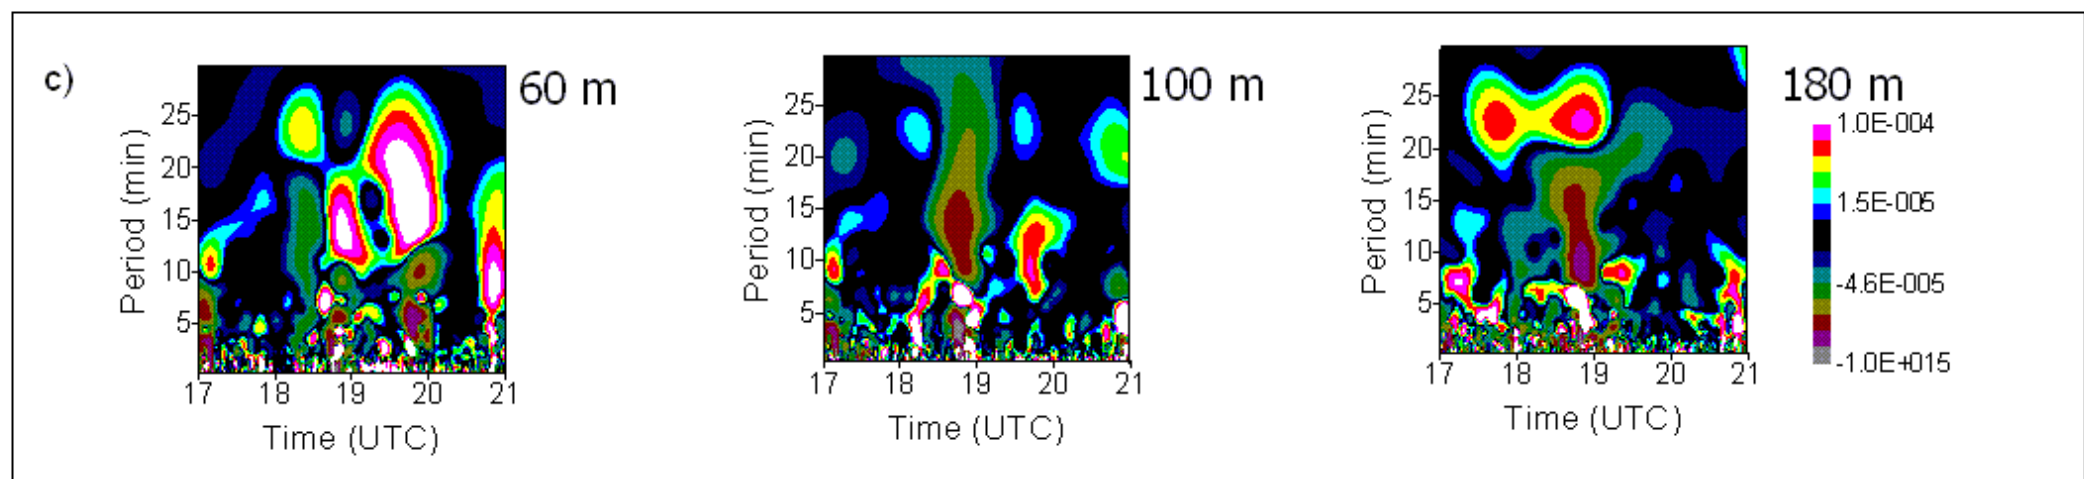 c)
60 m
Period (min)
25
20
15
10
5
17 18 19 20 21
Time (UTC)
100 m
Period (min)
25
20
15
10
5
17 18 19 20 21
Time (UTC)
180 m
Period (min)
25
20
15
10
5
17 18 19 20 21
Time (UTC)
1.0E-004
1.5E-005
-4.6E-005
-1.0E+015